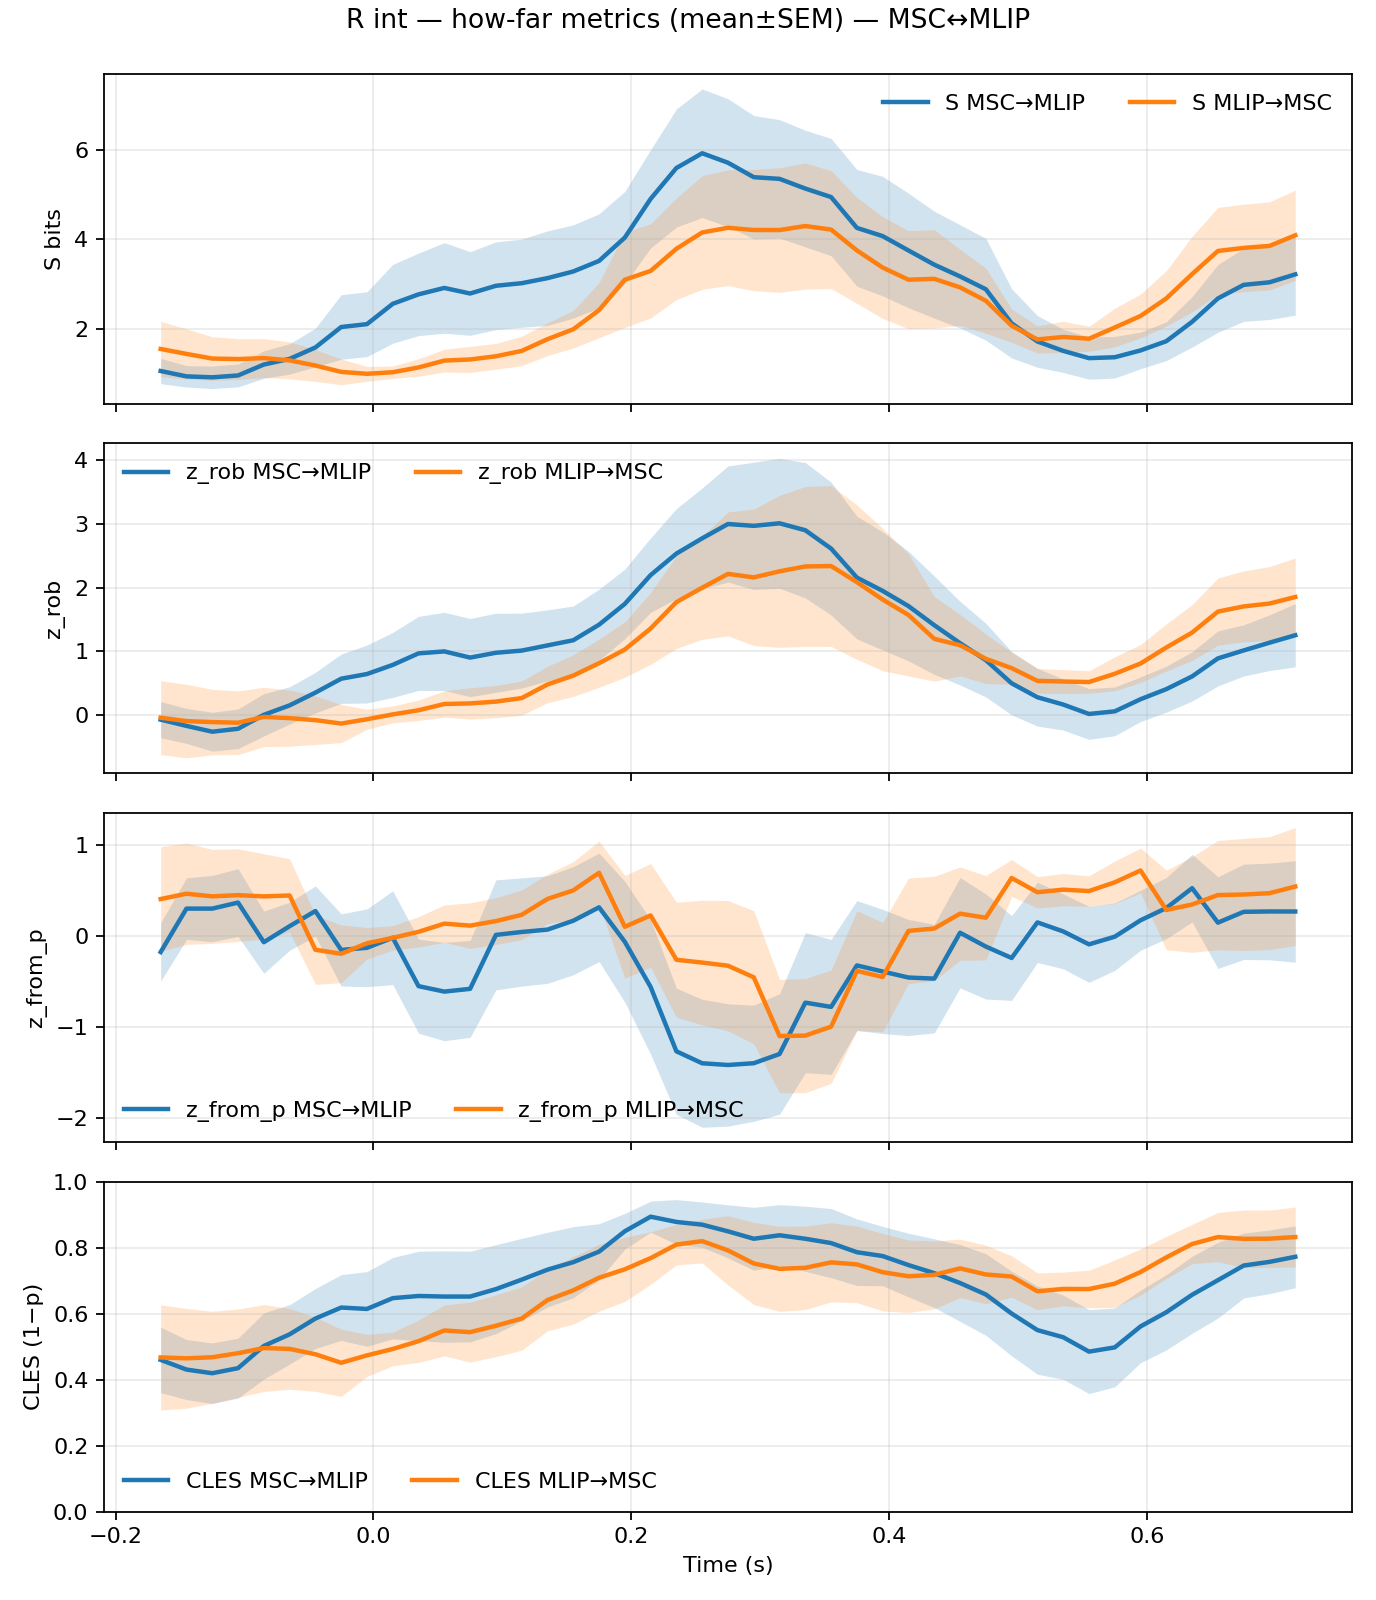 R int — how-far metrics (mean±SEM) — MSC↔MLIP
S MSC→MLIP S MLIP→MSC
6
4
2
S bits
z_rob MSC→MLIP z_rob MLIP→MSC
4
3
2
1
0
z_rob
1
0
−1
−2
z_from_p
z_from_p MSC→MLIP z_from_p MLIP→MSC
1.0
0.8
0.6
0.4
0.2
0.0
CLES (1−p)
CLES MSC→MLIP CLES MLIP→MSC
−0.2 0.0 0.2 0.4 0.6
Time (s)